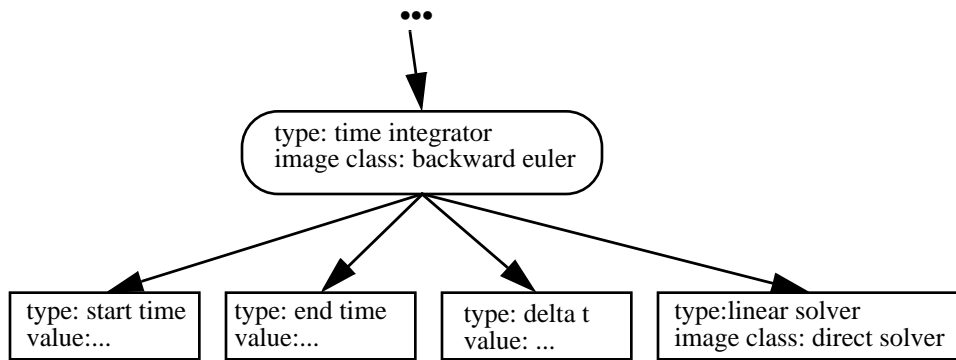 •••
type: time integrator
image class: backward euler
type: start time
value:...
type: end time
value:...
type: delta t
value: ...
type:linear solver
image class: direct solver